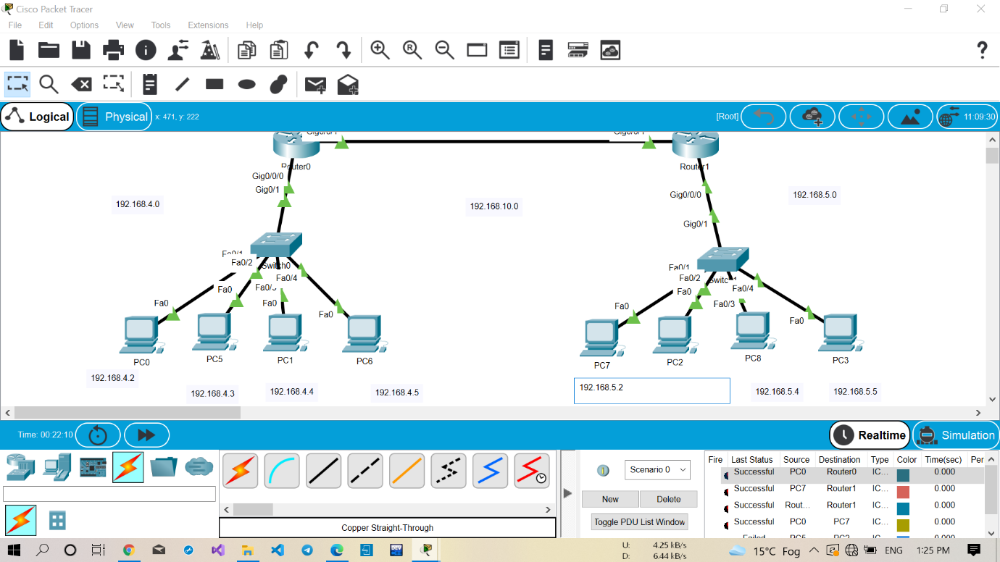 Cisco Packet Tracer
File Edit Options View Tools Extensions Help
Logical
Physical
x: 471, y: 222
[Root]
11:09:30
Gig0/0/1
Gig0/0/1
Router0
Router1
Gig0/0/0
Gig0/1
Gig0/0/0
Gig0/1
192.168.4.0
192.168.10.0
192.168.5.0
Fa0/1
Fa0/2
Switch0
Fa0/4
Fa0
Fa0/3
Fa0
Fa0
Fa0
Fa0/1
Fa0/2
Switch1
Fa0
Fa0/4
Fa0/3
Fa0
Fa0
PC0
PC5
PC1
PC6
PC7
PC2
PC8
PC3
192.168.4.2
192.168.4.3
192.168.4.4
192.168.4.5
192.168.5.2
192.168.5.4
192.168.5.5
Time: 00:22:10
Realtime
Simulation
Scenario 0
New
Delete
Toggle PDU List Window
Copper Straight-Through
Fire Last Status Source Destination Type Color Time(sec) Per
Successful PC0 Router0 IC... 0.000
Successful PC7 Router1 IC... 0.000
Successful Rout... Router1 IC... 0.000
Successful PC0 PC7 IC... 0.000
Failed PC5 PC2 IC... 0.000
U: 4.25 kB/s
D: 6.44 kB/s
15°C Fog
ENG
1:25 PM